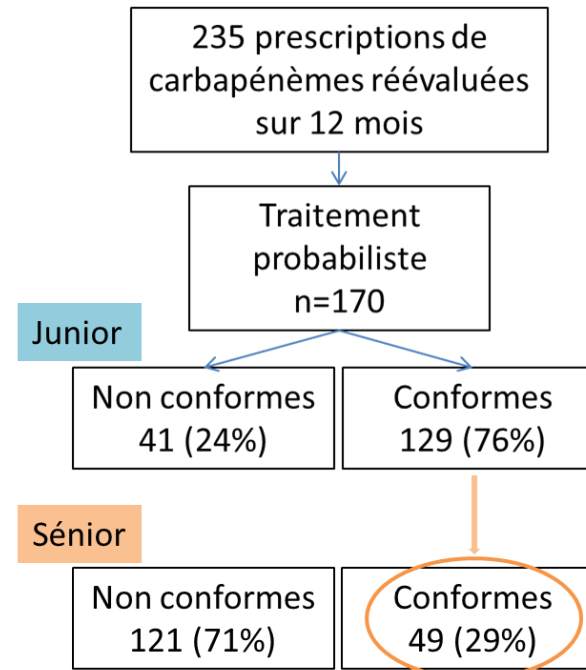 235 prescriptions de
carbapénèmes réévaluées
sur 12 mois
Traitement
probabiliste
n=170
Junior
Non conformes
41 (24%)
Conformes
129 (76%)
Sénior
Non conformes
121 (71%)
Conformes
49 (29%)